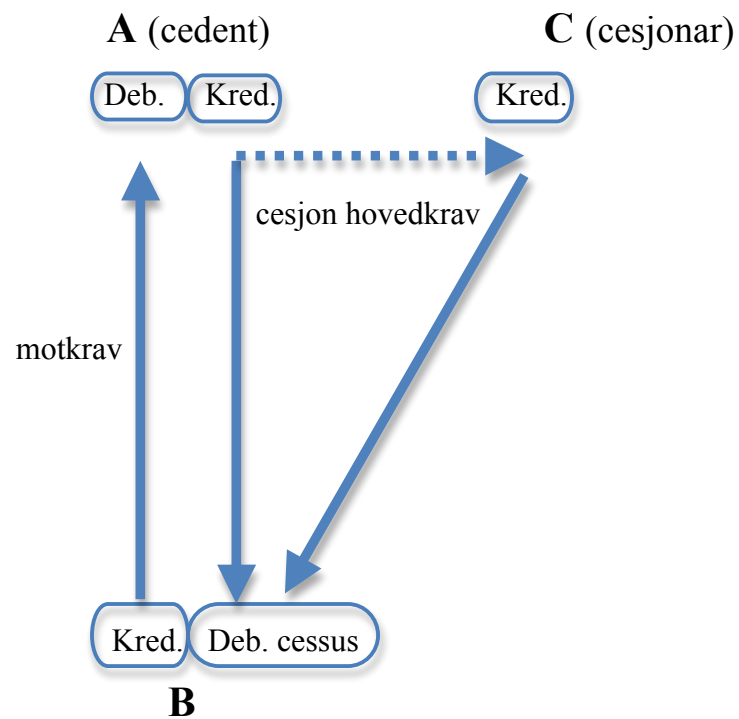 A (cedent)
C (cesjonar)
Deb.
Kred.
Kred.
cesjon hovedkrav
motkrav
Kred.
Deb. cessus
B